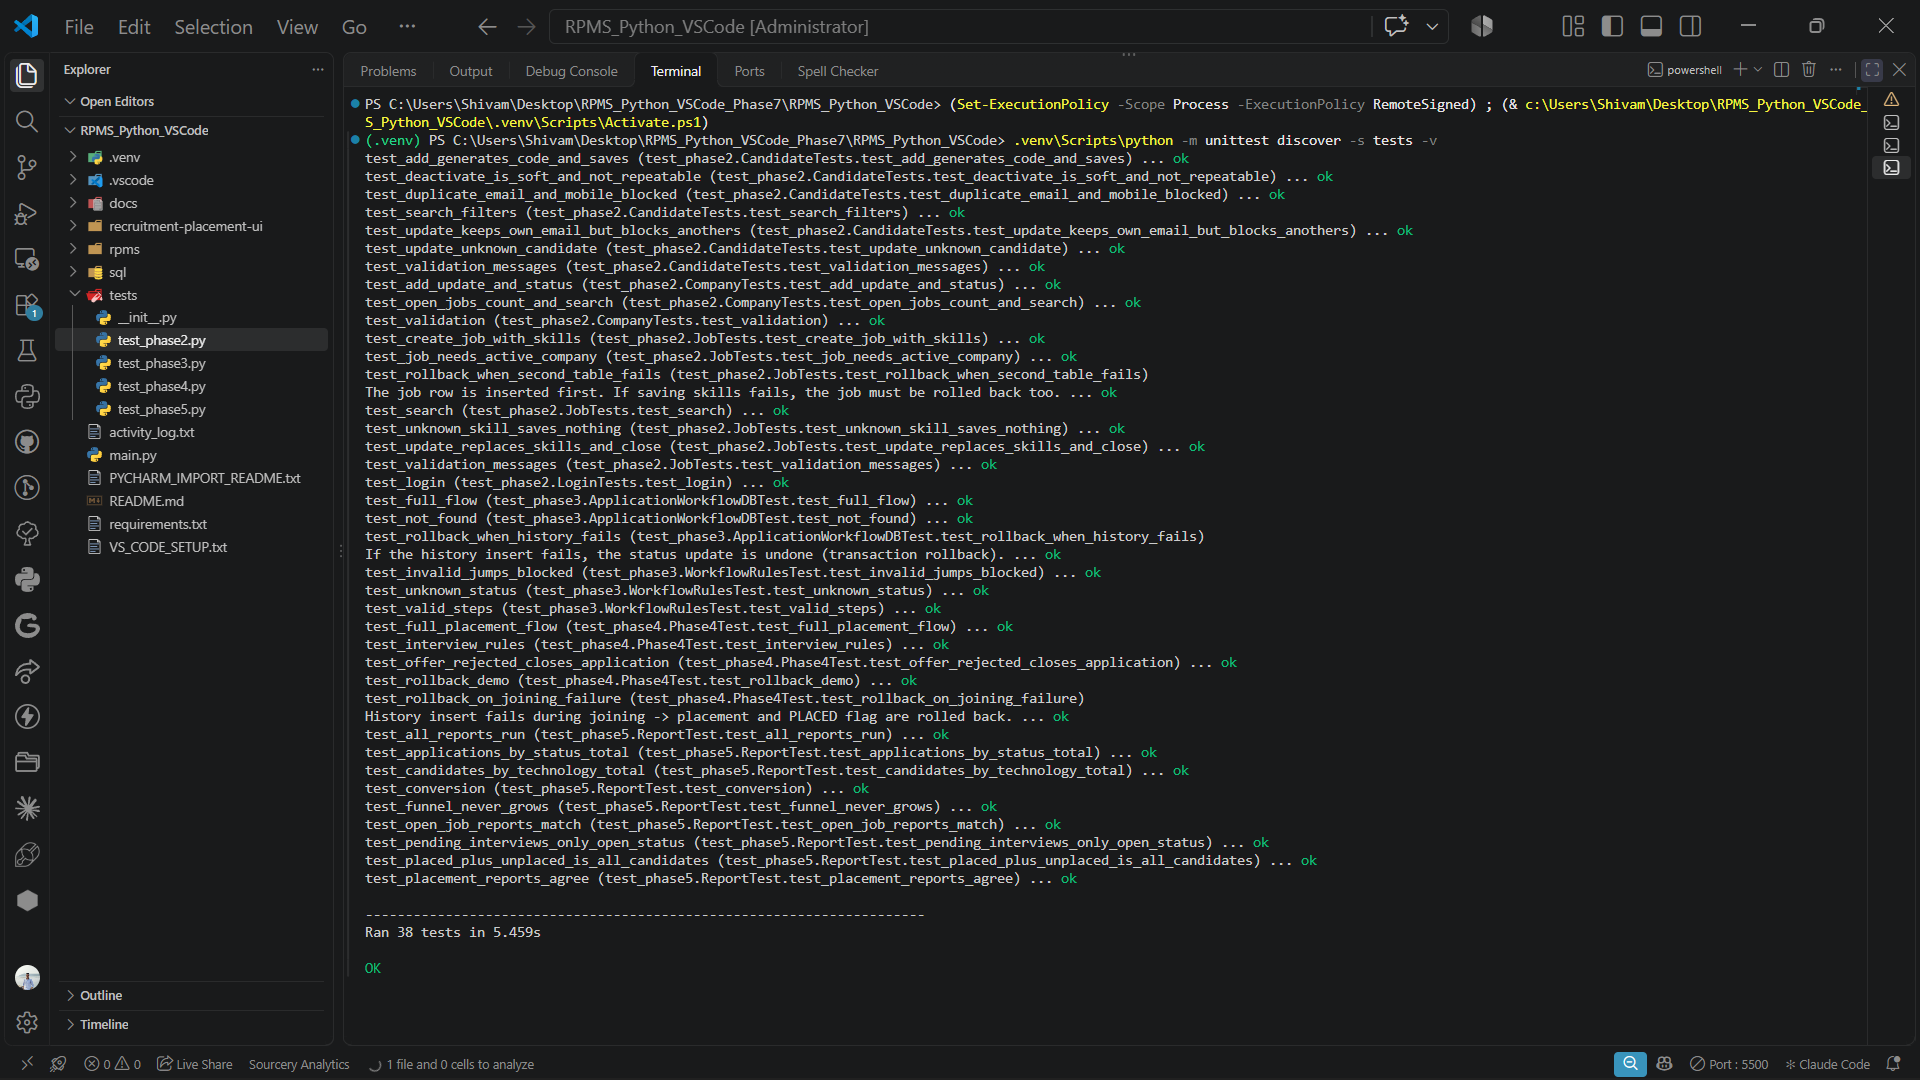 File Edit Selection View Go ···
RPMS_Python_VSCode [Administrator]
Explorer
Open Editors
RPMS_Python_VSCode
.venv
.vscode
docs
recruitment-placement-ui
rpms
sql
tests
__init__.py
test_phase2.py
test_phase3.py
test_phase4.py
test_phase5.py
activity_log.txt
main.py
PYCHARM_IMPORT_README.txt
README.md
requirements.txt
VS_CODE_SETUP.txt
Outline
Timeline
1
Problems Output Debug Console Terminal Ports Spell Checker
powershell
PS C:\Users\Shivam\Desktop\RPMS_Python_VSCode_Phase7\RPMS_Python_VSCode> (Set-ExecutionPolicy -Scope Process -ExecutionPolicy RemoteSigned) ; (& c:\Users\Shivam\Desktop\RPMS_Python_VSCode_
S_Python_VSCode\.venv\Scripts\Activate.ps1)
(.venv) PS C:\Users\Shivam\Desktop\RPMS_Python_VSCode_Phase7\RPMS_Python_VSCode> .venv\Scripts\python -m unittest discover -s tests -v
test_add_generates_code_and_saves (test_phase2.CandidateTests.test_add_generates_code_and_saves) ... ok
test_deactivate_is_soft_and_not_repeatable (test_phase2.CandidateTests.test_deactivate_is_soft_and_not_repeatable) ... ok
test_duplicate_email_and_mobile_blocked (test_phase2.CandidateTests.test_duplicate_email_and_mobile_blocked) ... ok
test_search_filters (test_phase2.CandidateTests.test_search_filters) ... ok
test_update_keeps_own_email_but_blocks_anothers (test_phase2.CandidateTests.test_update_keeps_own_email_but_blocks_anothers) ... ok
test_update_unknown_candidate (test_phase2.CandidateTests.test_update_unknown_candidate) ... ok
test_validation_messages (test_phase2.CandidateTests.test_validation_messages) ... ok
test_add_update_and_status (test_phase2.CompanyTests.test_add_update_and_status) ... ok
test_open_jobs_count_and_search (test_phase2.CompanyTests.test_open_jobs_count_and_search) ... ok
test_validation (test_phase2.CompanyTests.test_validation) ... ok
test_create_job_with_skills (test_phase2.JobTests.test_create_job_with_skills) ... ok
test_job_needs_active_company (test_phase2.JobTests.test_job_needs_active_company) ... ok
test_rollback_when_second_table_fails (test_phase2.JobTests.test_rollback_when_second_table_fails)
The job row is inserted first. If saving skills fails, the job must be rolled back too. ... ok
test_search (test_phase2.JobTests.test_search) ... ok
test_unknown_skill_saves_nothing (test_phase2.JobTests.test_unknown_skill_saves_nothing) ... ok
test_update_replaces_skills_and_close (test_phase2.JobTests.test_update_replaces_skills_and_close) ... ok
test_validation_messages (test_phase2.JobTests.test_validation_messages) ... ok
test_login (test_phase2.LoginTests.test_login) ... ok
test_full_flow (test_phase3.ApplicationWorkflowDBTest.test_full_flow) ... ok
test_not_found (test_phase3.ApplicationWorkflowDBTest.test_not_found) ... ok
test_rollback_when_history_fails (test_phase3.ApplicationWorkflowDBTest.test_rollback_when_history_fails)
If the history insert fails, the status update is undone (transaction rollback). ... ok
test_invalid_jumps_blocked (test_phase3.WorkflowRulesTest.test_invalid_jumps_blocked) ... ok
test_unknown_status (test_phase3.WorkflowRulesTest.test_unknown_status) ... ok
test_valid_steps (test_phase3.WorkflowRulesTest.test_valid_steps) ... ok
test_full_placement_flow (test_phase4.Phase4Test.test_full_placement_flow) ... ok
test_interview_rules (test_phase4.Phase4Test.test_interview_rules) ... ok
test_offer_rejected_closes_application (test_phase4.Phase4Test.test_offer_rejected_closes_application) ... ok
test_rollback_demo (test_phase4.Phase4Test.test_rollback_demo) ... ok
test_rollback_on_joining_failure (test_phase4.Phase4Test.test_rollback_on_joining_failure)
History insert fails during joining -> placement and PLACED flag are rolled back. ... ok
test_all_reports_run (test_phase5.ReportTest.test_all_reports_run) ... ok
test_applications_by_status_total (test_phase5.ReportTest.test_applications_by_status_total) ... ok
test_candidates_by_technology_total (test_phase5.ReportTest.test_candidates_by_technology_total) ... ok
test_conversion (test_phase5.ReportTest.test_conversion) ... ok
test_funnel_never_grows (test_phase5.ReportTest.test_funnel_never_grows) ... ok
test_open_job_reports_match (test_phase5.ReportTest.test_open_job_reports_match) ... ok
test_pending_interviews_only_open_status (test_phase5.ReportTest.test_pending_interviews_only_open_status) ... ok
test_placed_plus_unplaced_is_all_candidates (test_phase5.ReportTest.test_placed_plus_unplaced_is_all_candidates) ... ok
test_placement_reports_agree (test_phase5.ReportTest.test_placement_reports_agree) ... ok
----------------------------------------------------------------------
Ran 38 tests in 5.459s
OK
0 0 Live Share Sourcery Analytics 1 file and 0 cells to analyze Port : 5500 Claude Code